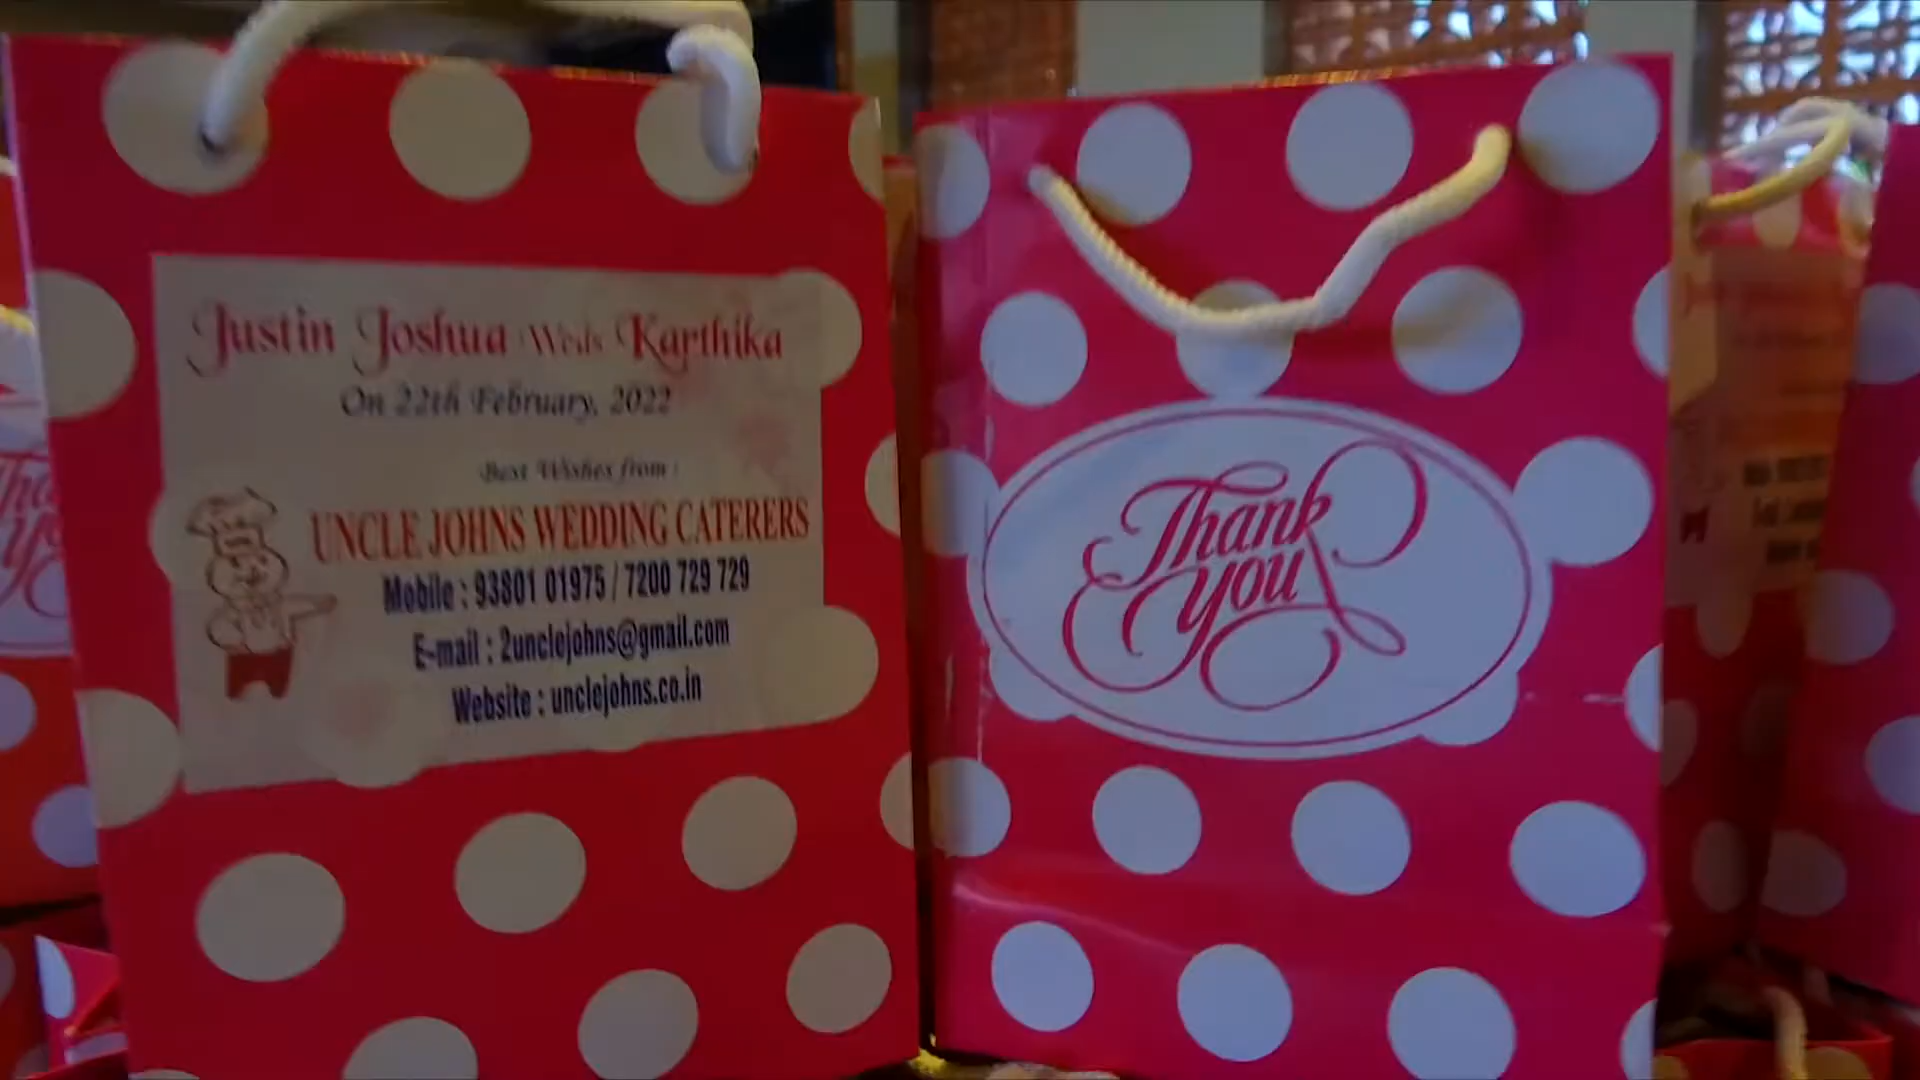 Justin Joshua Weds Karthika
On 22th February, 2022
Best Wishes from :
UNCLE JOHNS WEDDING CATERERS
Mobile : 93801 01975 / 7200 729 729
E-mail : 2unclejohns@gmail.com
Website : unclejohns.co.in
Thank
you